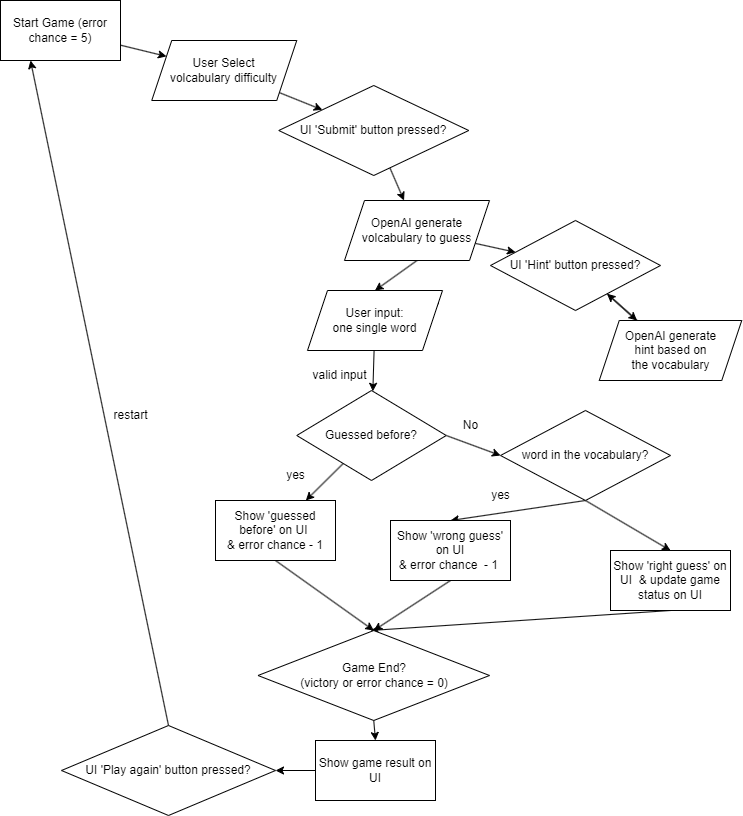 Start Game (error
chance = 5)
User Select
volcabulary difficulty
UI 'Submit' button pressed?
OpenAI generate
volcabulary to guess
UI 'Hint' button pressed?
User input:
one single word
OpenAI generate
hint based on
the vocabulary
valid input
restart
Guessed before?
No
word in the vocabulary?
yes
yes
Show 'guessed
before' on UI
& error chance - 1
Show 'wrong guess'
on UI
& error chance  - 1
Show 'right guess' on
UI  & update game
status on UI
Game End?
(victory or error chance = 0)
Show game result on
UI
UI 'Play again' button pressed?